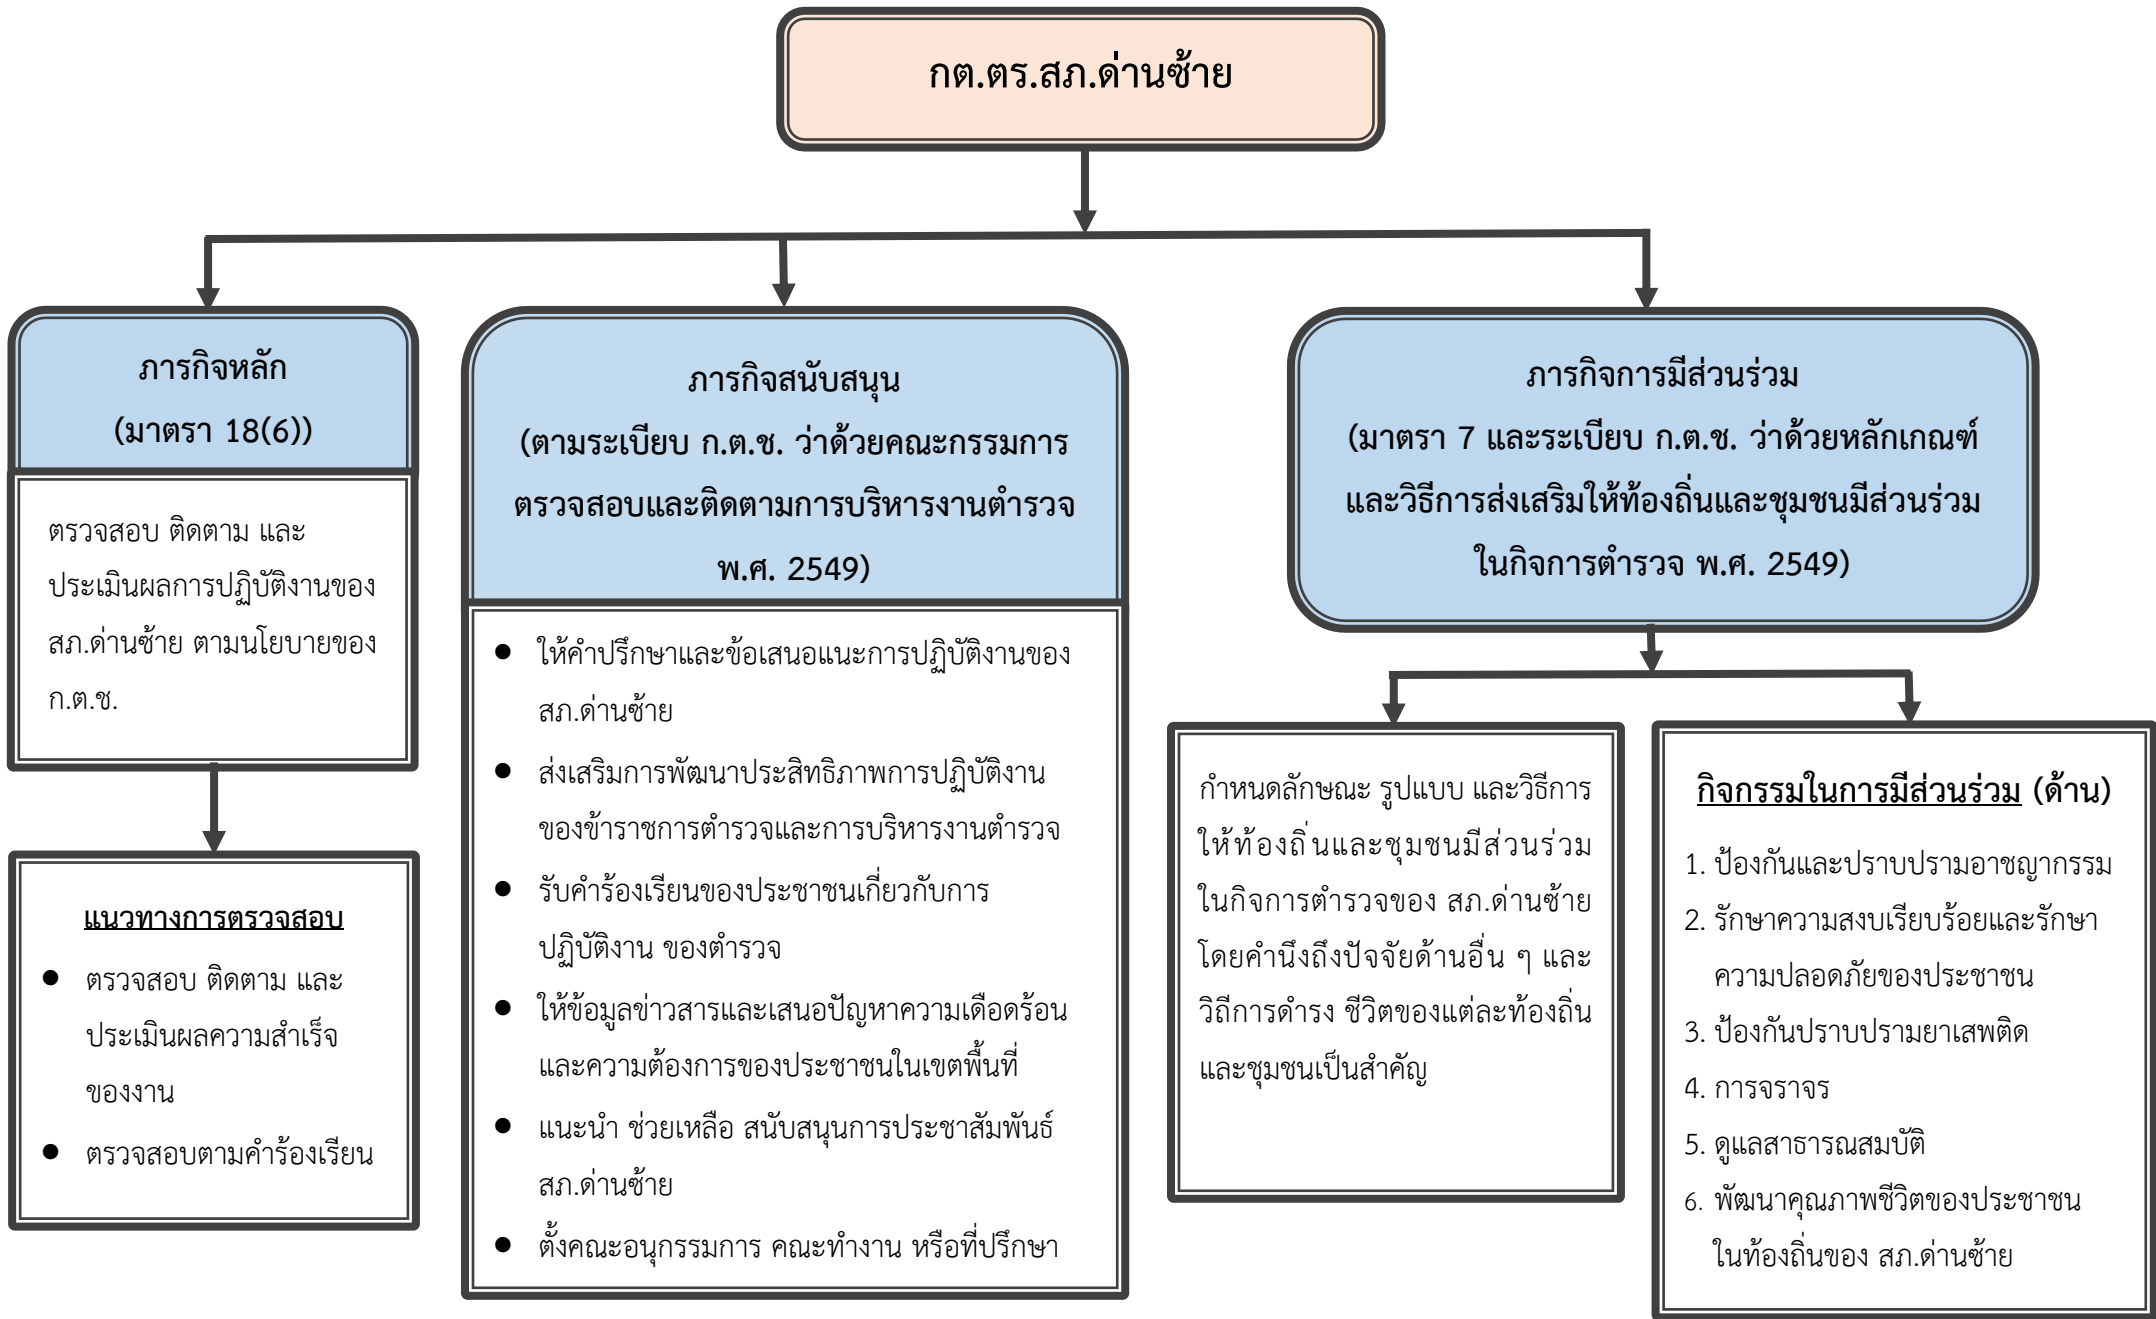 กต.ตร.สภ.ด่านซ้าย
ภารกิจหลัก
(มาตรา 18(6))
ตรวจสอบ ติดตาม และ
ประเมินผลการปฏิบัติงานของ
สภ.ด่านซ้าย ตามนโยบายของ
ก.ต.ช.
แนวทางการตรวจสอบ
● ตรวจสอบ ติดตาม และ
ประเมินผลความสำเร็จ
ของงาน
● ตรวจสอบตามคำร้องเรียน
ภารกิจสนับสนุน
(ตามระเบียบ ก.ต.ช. ว่าด้วยคณะกรรมการ
ตรวจสอบและติดตามการบริหารงานตำรวจ
พ.ศ. 2549)
● ให้คำปรึกษาและข้อเสนอแนะการปฏิบัติงานของ
สภ.ด่านซ้าย
● ส่งเสริมการพัฒนาประสิทธิภาพการปฏิบัติงาน
ของข้าราชการตำรวจและการบริหารงานตำรวจ
● รับคำร้องเรียนของประชาชนเกี่ยวกับการ
ปฏิบัติงาน ของตำรวจ
● ให้ข้อมูลข่าวสารและเสนอปัญหาความเดือดร้อน
และความต้องการของประชาชนในเขตพื้นที่
● แนะนำ ช่วยเหลือ สนับสนุนการประชาสัมพันธ์
สภ.ด่านซ้าย
● ตั้งคณะอนุกรรมการ คณะทำงาน หรือที่ปรึกษา
ภารกิจการมีส่วนร่วม
(มาตรา 7 และระเบียบ ก.ต.ช. ว่าด้วยหลักเกณฑ์
และวิธีการส่งเสริมให้ท้องถิ่นและชุมชนมีส่วนร่วม
ในกิจการตำรวจ พ.ศ. 2549)
กำหนดลักษณะ รูปแบบ และวิธีการ
ให้ท้องถิ่นและชุมชนมีส่วนร่วม
ในกิจการตำรวจของ สภ.ด่านซ้าย
โดยคำนึงถึงปัจจัยด้านอื่น ๆ และ
วิถีการดำรง ชีวิตของแต่ละท้องถิ่น
และชุมชนเป็นสำคัญ
กิจกรรมในการมีส่วนร่วม (ด้าน)
1. ป้องกันและปราบปรามอาชญากรรม
2. รักษาความสงบเรียบร้อยและรักษา
ความปลอดภัยของประชาชน
3. ป้องกันปราบปรามยาเสพติด
4. การจราจร
5. ดูแลสาธารณสมบัติ
6. พัฒนาคุณภาพชีวิตของประชาชน
ในท้องถิ่นของ สภ.ด่านซ้าย